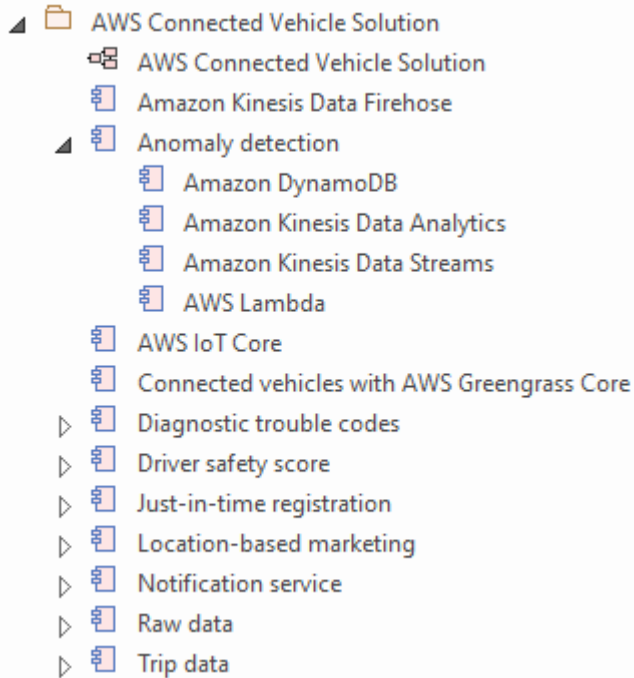 AWS Connected Vehicle Solution
AWS Connected Vehicle Solution
Amazon Kinesis Data Firehose
Anomaly detection
Amazon DynamoDB
Amazon Kinesis Data Analytics
Amazon Kinesis Data Streams
AWS Lambda
AWS IoT Core
Connected vehicles with AWS Greengrass Core
Diagnostic trouble codes
Driver safety score
Just-in-time registration
Location-based marketing
Notification service
Raw data
Trip data